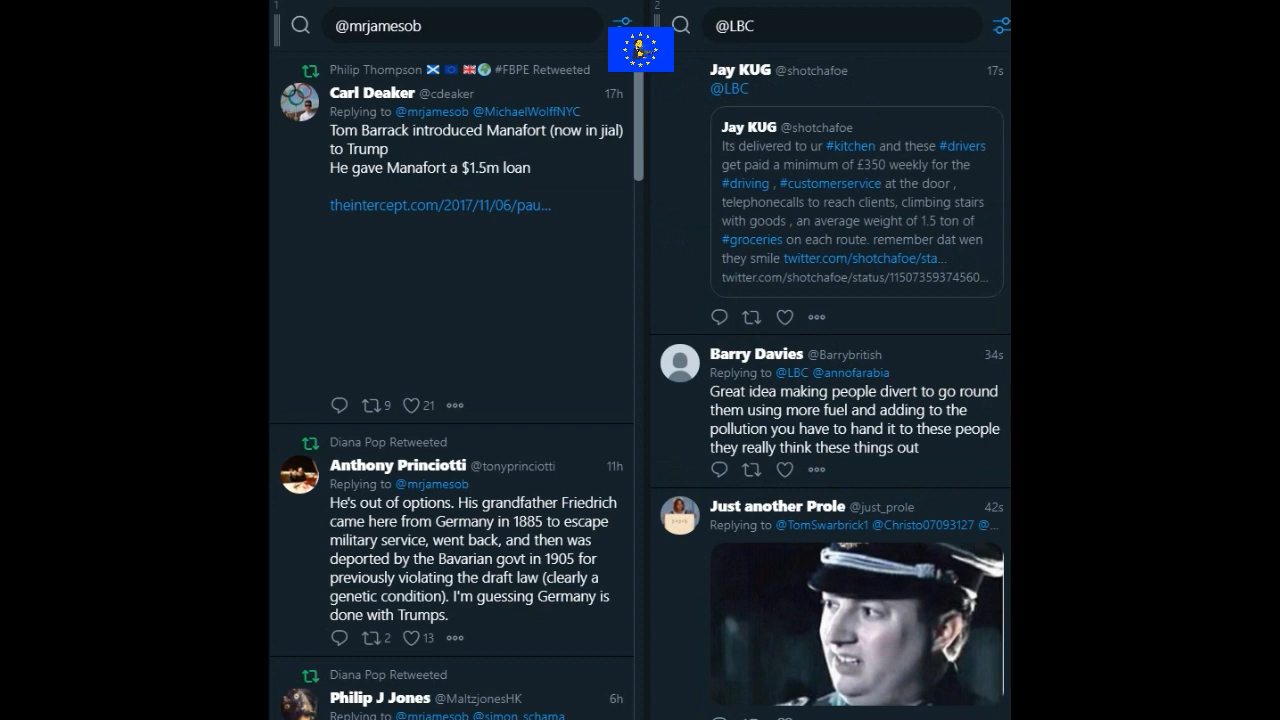 1
@mrjamesob
Philip Thompson #FBPE Retweeted
Carl Deaker @cdeaker 17h
Replying to @mrjamesob @MichaelWolffNYC
Tom Barrack introduced Manafort (now in jial)
to Trump
He gave Manafort a $1.5m loan
theintercept.com/2017/11/06/pau...
9 21
Diana Pop Retweeted
Anthony Princiotti @tonyprinciotti 11h
Replying to @mrjamesob
He's out of options. His grandfather Friedrich
came here from Germany in 1885 to escape
military service, went back, and then was
deported by the Bavarian govt in 1905 for
previously violating the draft law (clearly a
genetic condition). I'm guessing Germany is
done with Trumps.
2 13
Diana Pop Retweeted
Philip J Jones @MaltzjonesHK 6h
Replying to @mrjamesob @simon_schama
2
@LBC
Jay KUG @shotchafoe 17s
@LBC
Jay KUG @shotchafoe
Its delivered to ur #kitchen and these #drivers
get paid a minimum of £350 weekly for the
#driving , #customerservice at the door ,
telephonecalls to reach clients, climbing stairs
with goods , an average weight of 1.5 ton of
#groceries on each route. remember dat wen
they smile twitter.com/shotchafoe/sta...
twitter.com/shotchafoe/status/11507359374560...
Barry Davies @Barrybritish 34s
Replying to @LBC @annofarabia
Great idea making people divert to go round
them using more fuel and adding to the
pollution you have to hand it to these people
they really think these things out
Just another Prole @just_prole 42s
Replying to @TomSwarbrick1 @Christo07093127 @...